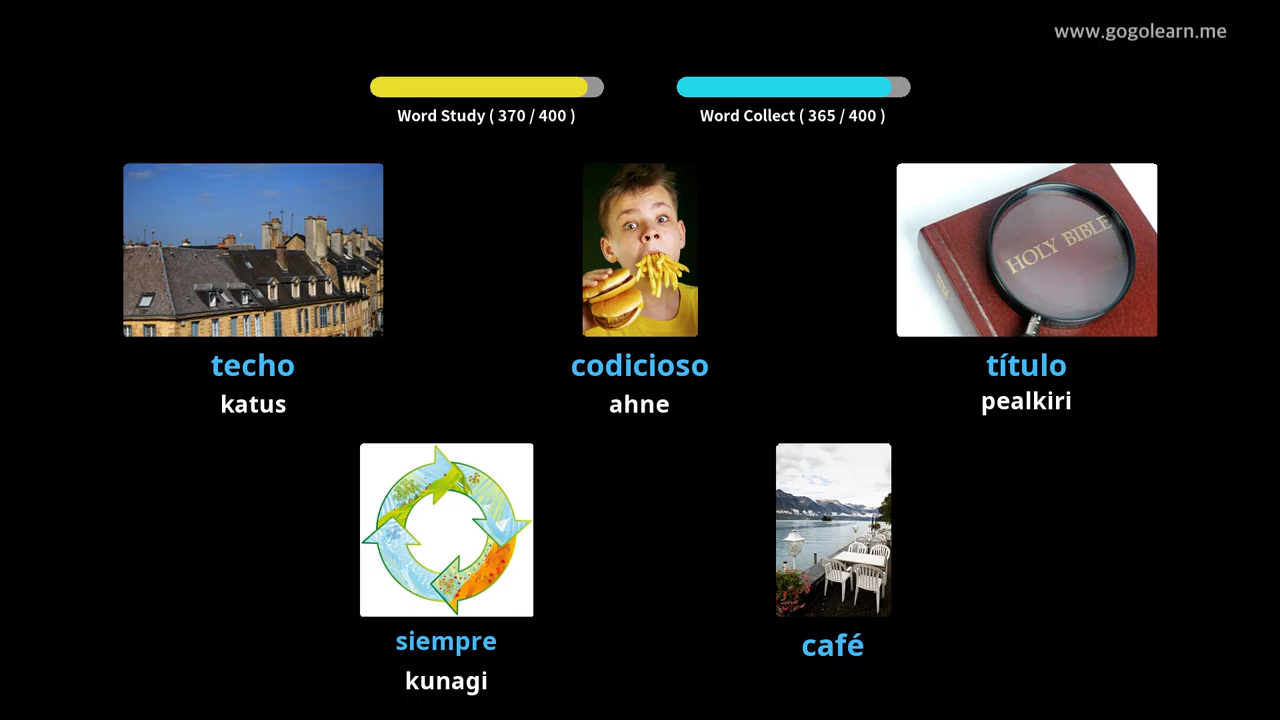 www.gogolearn.me
Word Study ( 370 / 400 )
Word Collect ( 365 / 400 )
HOLY BIBLE
techo
katus
codicioso
ahne
título
pealkiri
siempre
kunagi
café